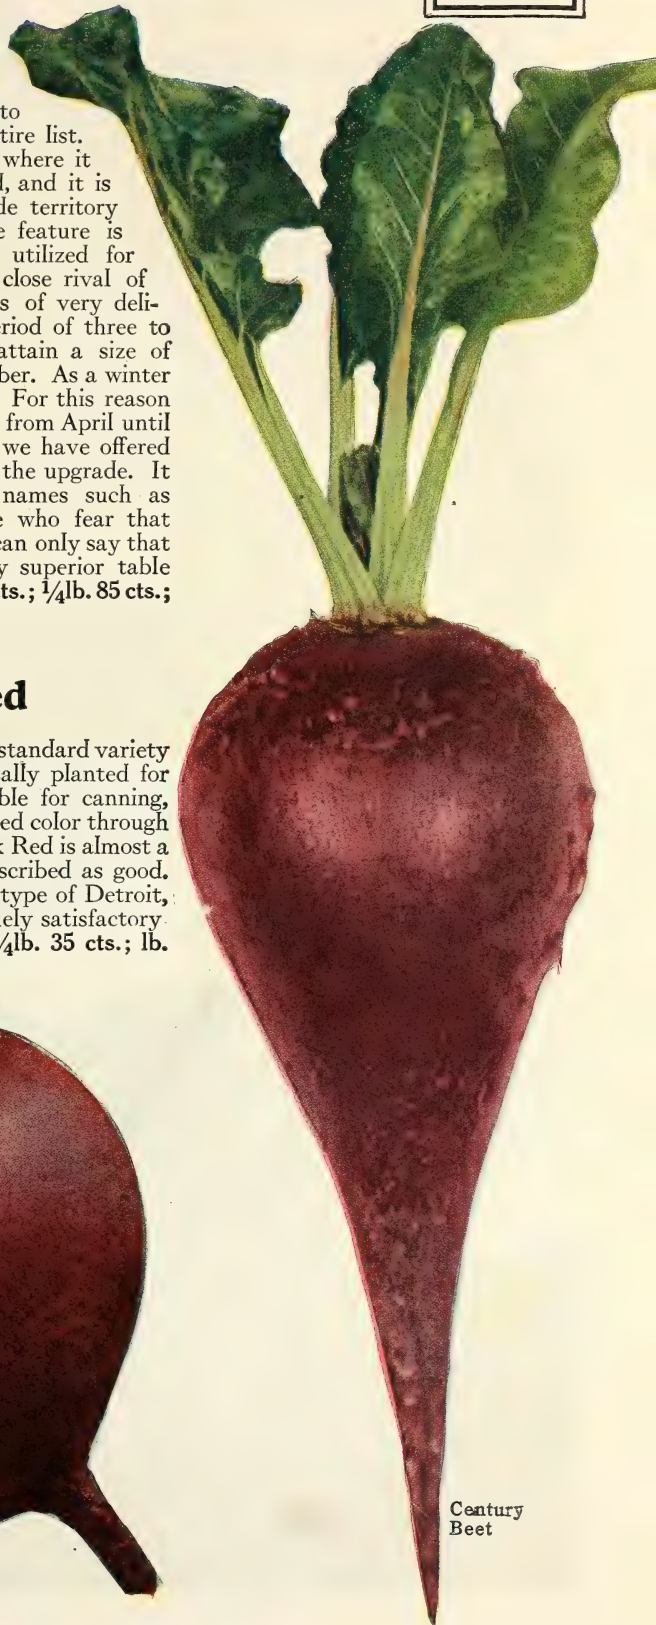 to
tire list.
where it
, and it is
de territory
e feature is
utilized for
close rival of
s of very deli-
eriod of three to
attain a size of
ber. As a winter
For this reason
from April until
we have offered
the upgrade. It
names such as
e who fear that
can only say that
y superior table
ts.; ¼lb. 85 cts.;
ed
standard variety
ally planted for
ble for canning,
ed color through
k Red is almost a
scribed as good.
type of Detroit,
ely satisfactory
¼lb. 35 cts.; lb.
Century
Beet